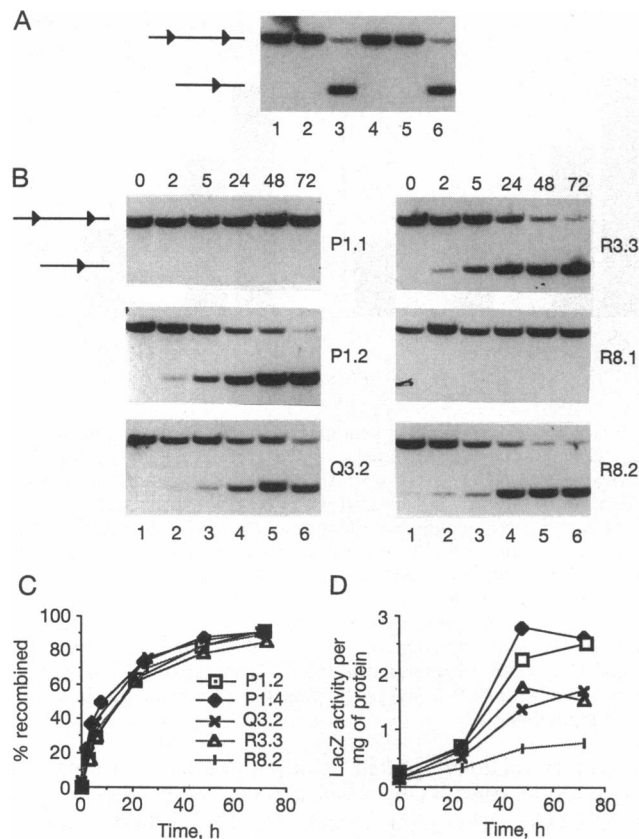 A
1 2 3 4 5 6
B
0 2 5 24 48 72
P1.1
P1.2
Q3.2
1 2 3 4 5 6
0 2 5 24 48 72
R3.3
R8.1
R8.2
1 2 3 4 5 6
C
% recombined
100
80
60
40
20
0
0 20 40 60 80
Time, h
P1.2
P1.4
Q3.2
R3.3
R8.2
D
LacZ activity per
mg of protein
3
2
1
0
0 20 40 60 80
Time, h